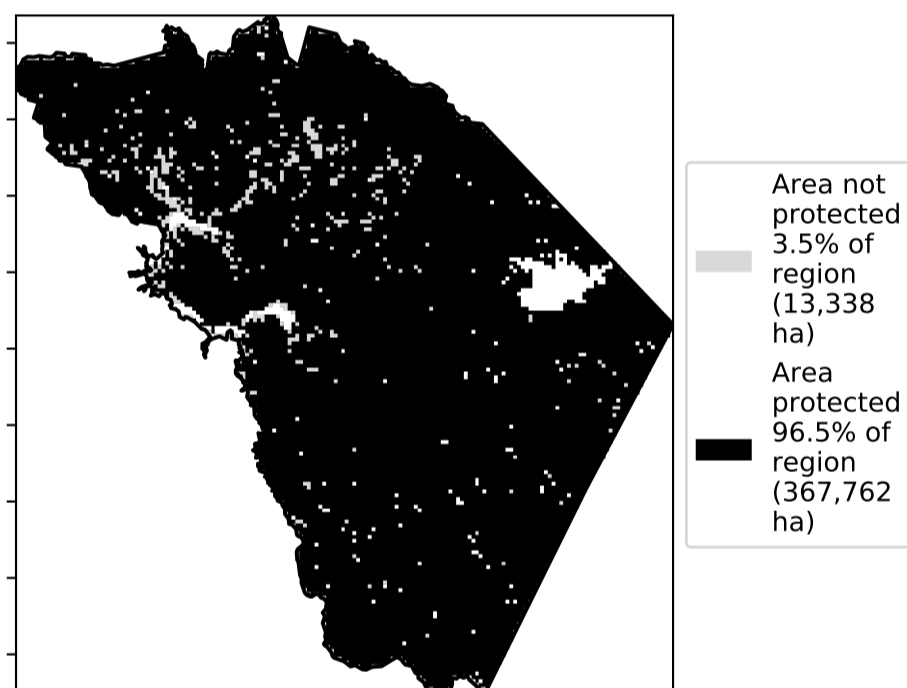 Area not
protected
3.5% of
region
(13,338
ha)
Area
protected
96.5% of
region
(367,762
ha)